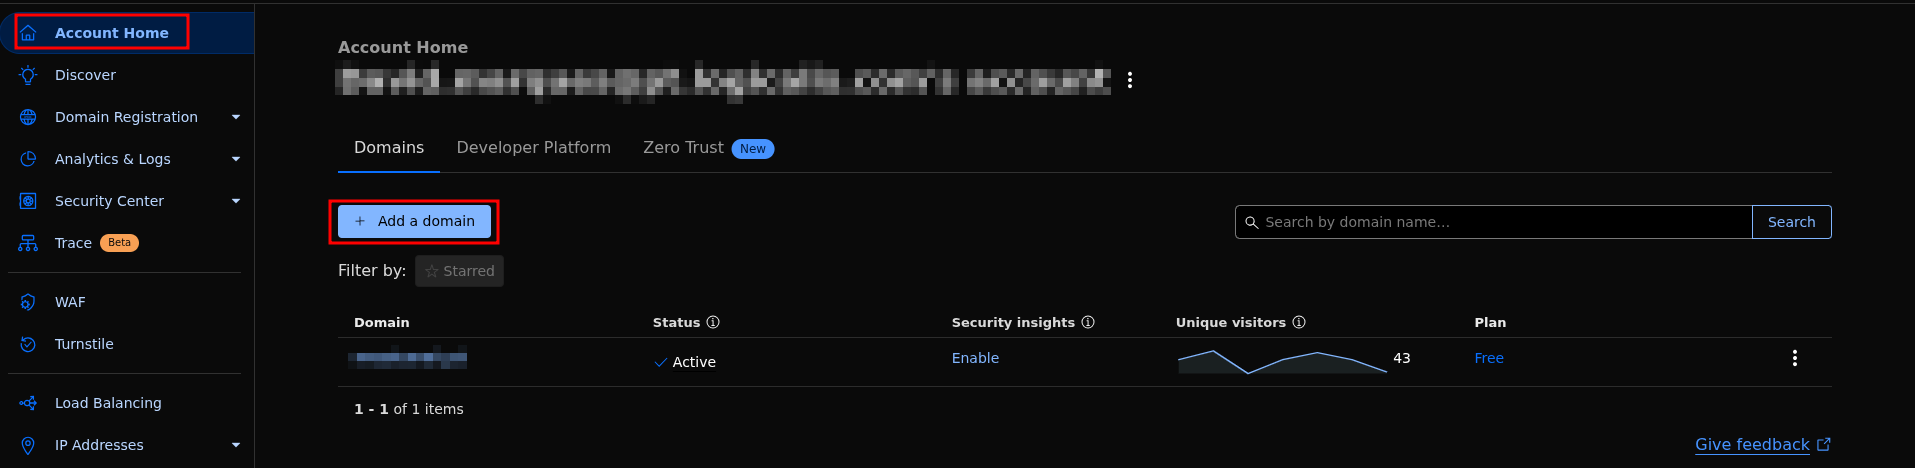 Account Home
Discover
Domain Registration
Analytics & Logs
Security Center
Trace Beta
WAF
Turnstile
Load Balancing
IP Addresses
Account Home
Domains Developer Platform Zero Trust New
+ Add a domain
Search by domain name... Search
Filter by: Starred
Domain Status Security insights Unique visitors Plan
Active Enable 43 Free
1 - 1 of 1 items
Give feedback